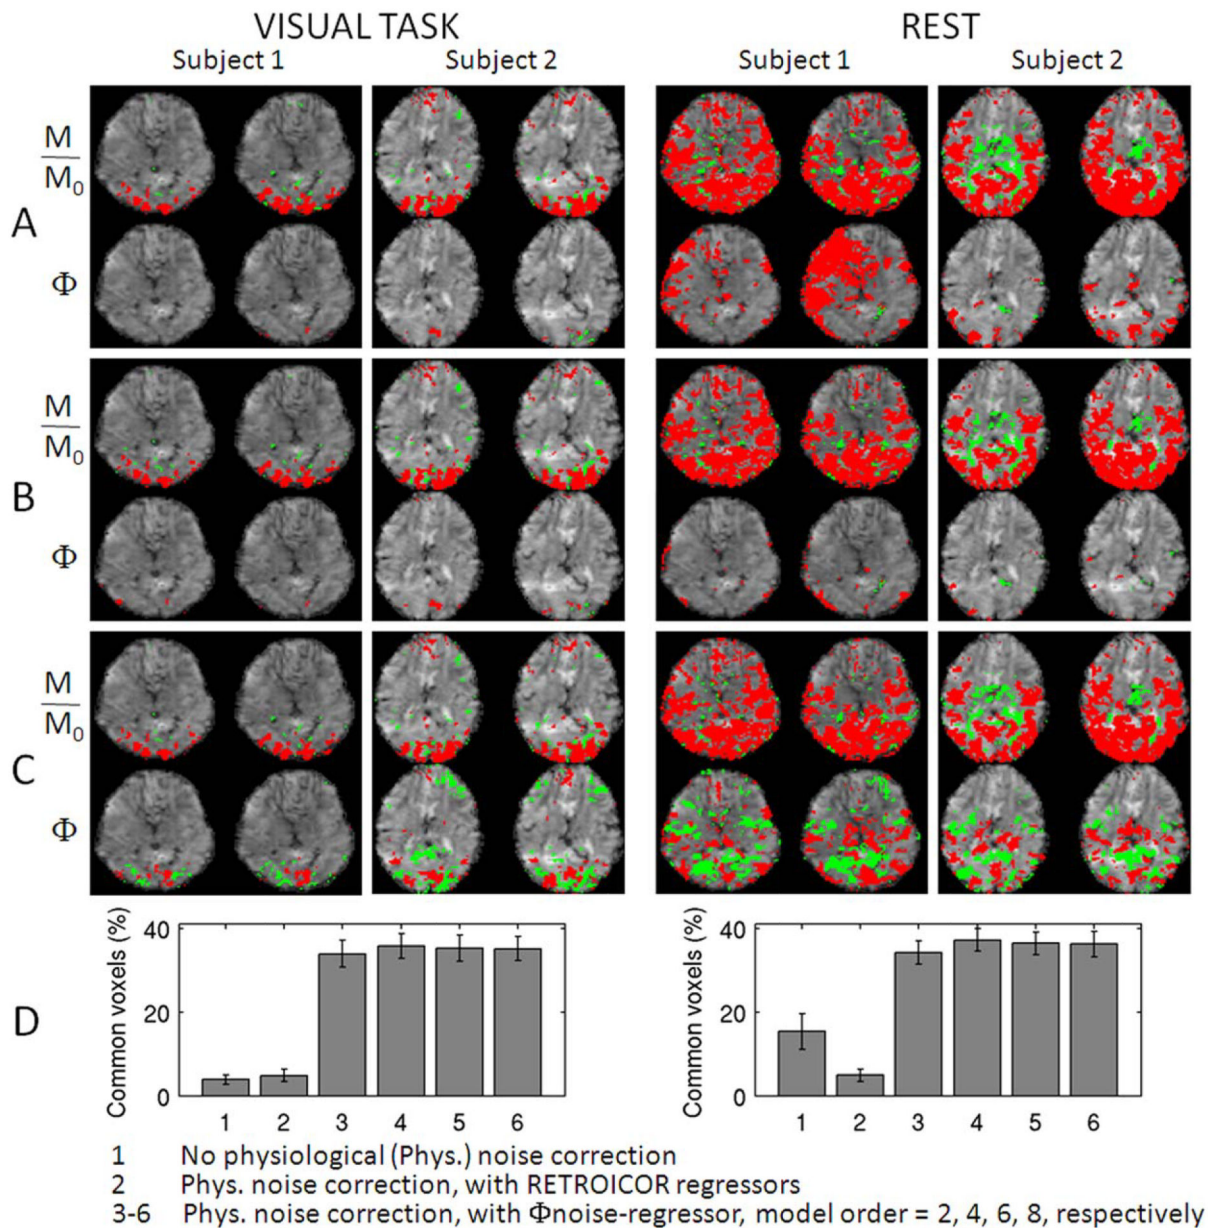 VISUAL TASK REST
Subject 1 Subject 2 Subject 1 Subject 2
M
M₀
A
Φ
M
M₀
B
Φ
M
M₀
C
Φ
D
Common voxels (%)
40
20
0
1 2 3 4 5 6
Common voxels (%)
40
20
0
1 2 3 4 5 6
1 No physiological (Phys.) noise correction
2 Phys. noise correction, with RETROICOR regressors
3-6 Phys. noise correction, with Φnoise-regressor, model order = 2, 4, 6, 8, respectively